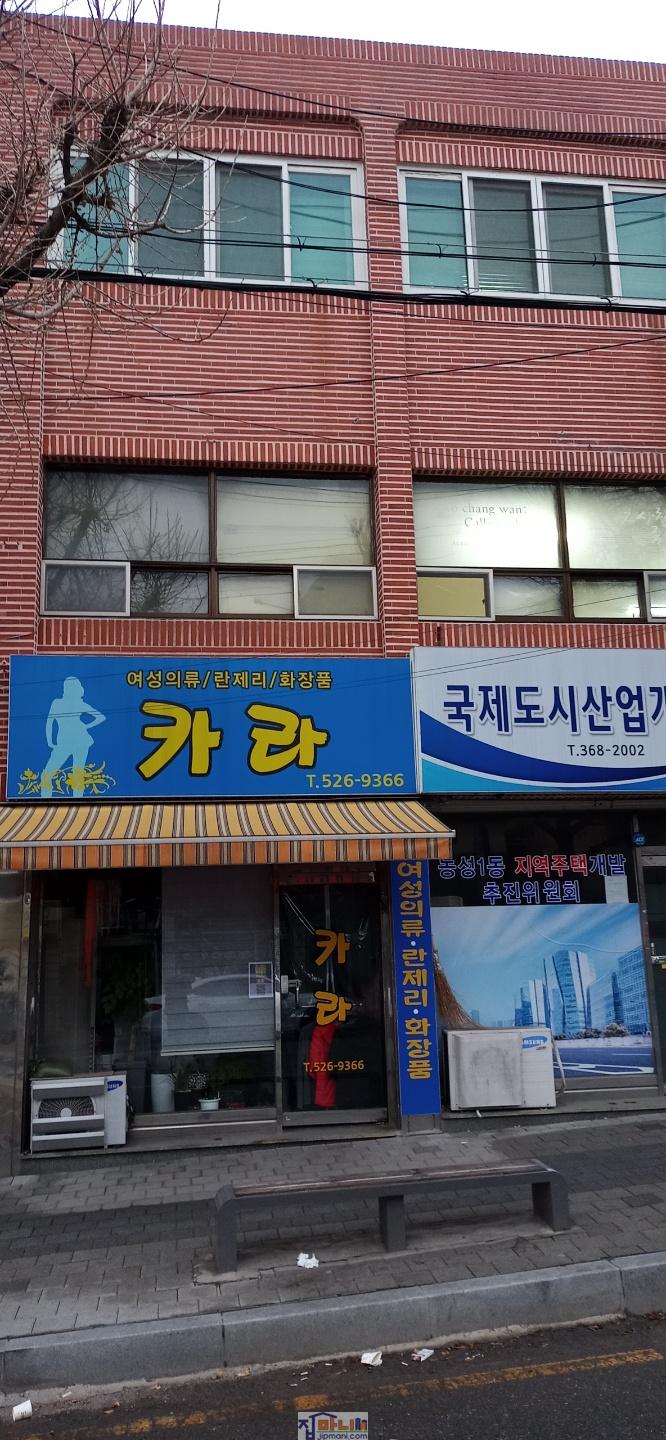 chang wan:
여성의류/란제리/화장품
카라
T.526-9366
국제도시산업
T.368-2002
동성1동 지역주택개발
추진위원회
여성의류·란제리·화장품
카
라
T.526-9366
SAMSUNG
집마니
jipmani.com